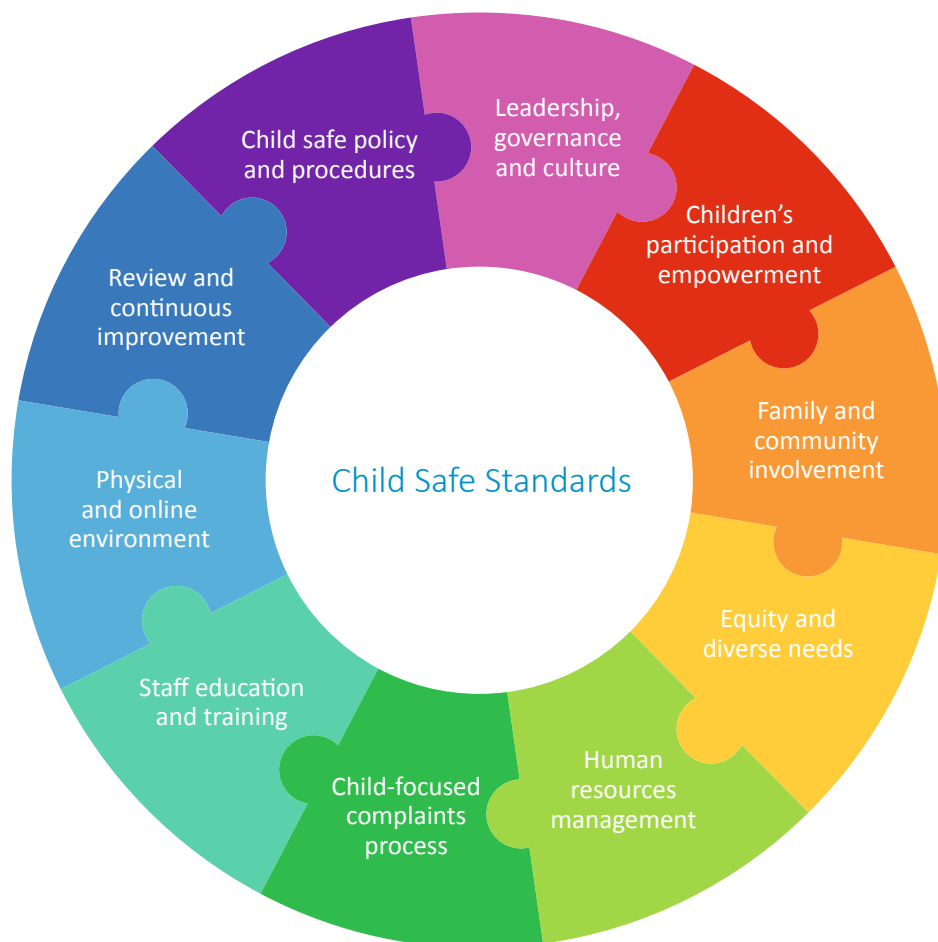 Leadership,
governance
and culture
Children’s
participation and
empowerment
Family and
community
involvement
Equity and
diverse needs
Human
resources
management
Child-focused
complaints
process
Staff education
and training
Physical
and online
environment
Review and
continuous
improvement
Child safe policy
and procedures
Child Safe Standards